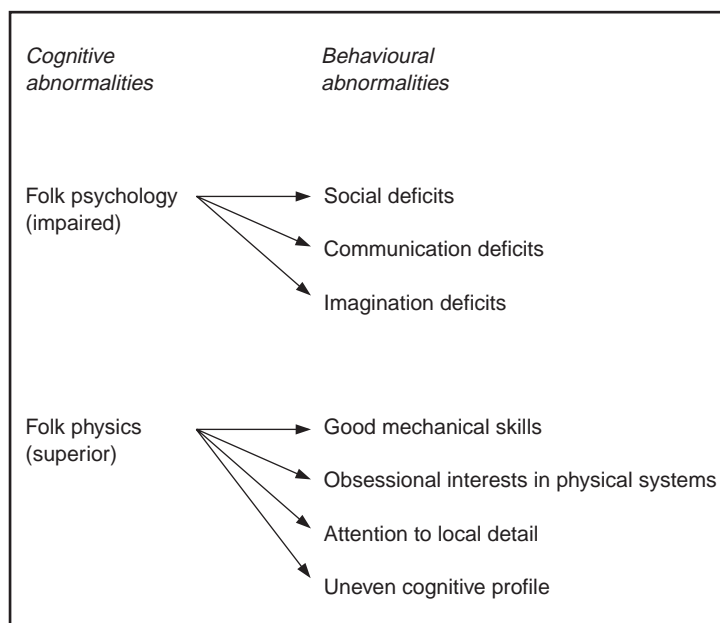 Cognitive
abnormalities
Behavioural
abnormalities
Folk psychology
(impaired)
Social deficits
Communication deficits
Imagination deficits
Folk physics
(superior)
Good mechanical skills
Obsessional interests in physical systems
Attention to local detail
Uneven cognitive profile